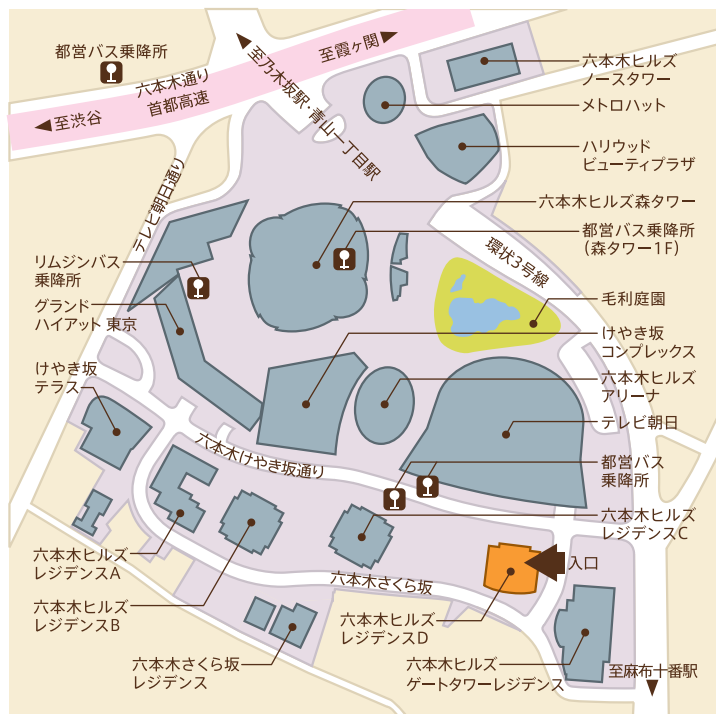 都営バス乗降所
六本木通り
首都高速
至渋谷
至霞ヶ関
至乃木坂駅・青山一丁目駅
六本木ヒルズ
ノースタワー
メトロハット
ハリウッド
ビューティプラザ
テレビ朝日通り
六本木ヒルズ森タワー
都営バス乗降所
(森タワー1F)
環状3号線
リムジンバス
乗降所
グランド
ハイアット 東京
毛利庭園
けやき坂
コンプレックス
けやき坂
テラス
六本木ヒルズ
アリーナ
テレビ朝日
六本木けやき坂通り
都営バス
乗降所
六本木ヒルズ
レジデンスC
六本木ヒルズ
レジデンスA
入口
六本木さくら坂
六本木ヒルズ
レジデンスB
六本木ヒルズ
レジデンスD
六本木さくら坂
レジデンス
六本木ヒルズ
ゲートタワーレジデンス
至麻布十番駅